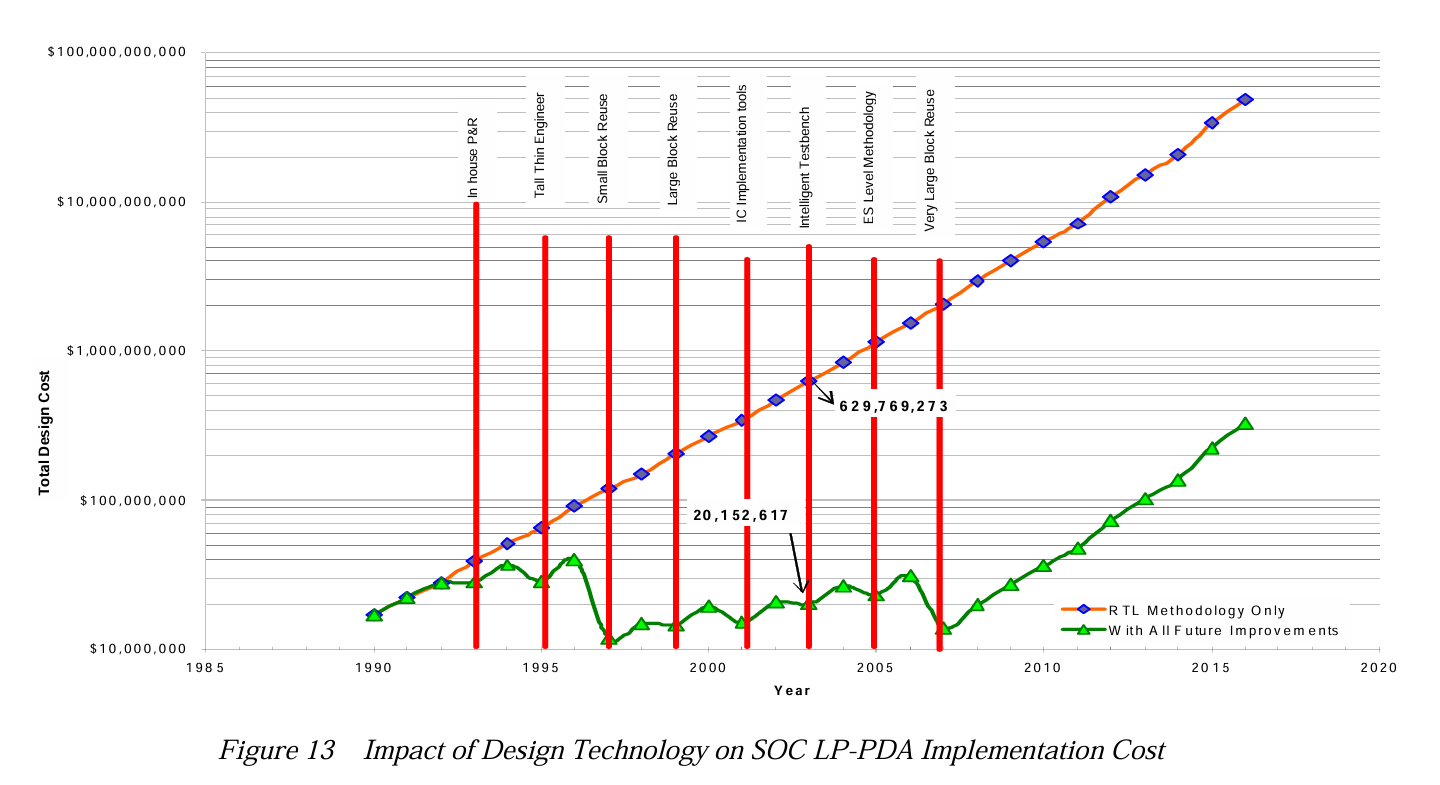 $100,000,000,000
$10,000,000,000
$1,000,000,000
$100,000,000
$10,000,000
Total Design Cost
In house P&R
Tall Thin Engineer
Small Block Reuse
Large Block Reuse
IC Implementation tools
Intelligent Testbench
ES Level Methodology
Very Large Block Reuse
629,769,273
20,152,617
RTL Methodology Only
With All Future Improvements
1985 1990 1995 2000 2005 2010 2015 2020
Year
Figure 13 Impact of Design Technology on SOC LP-PDA Implementation Cost